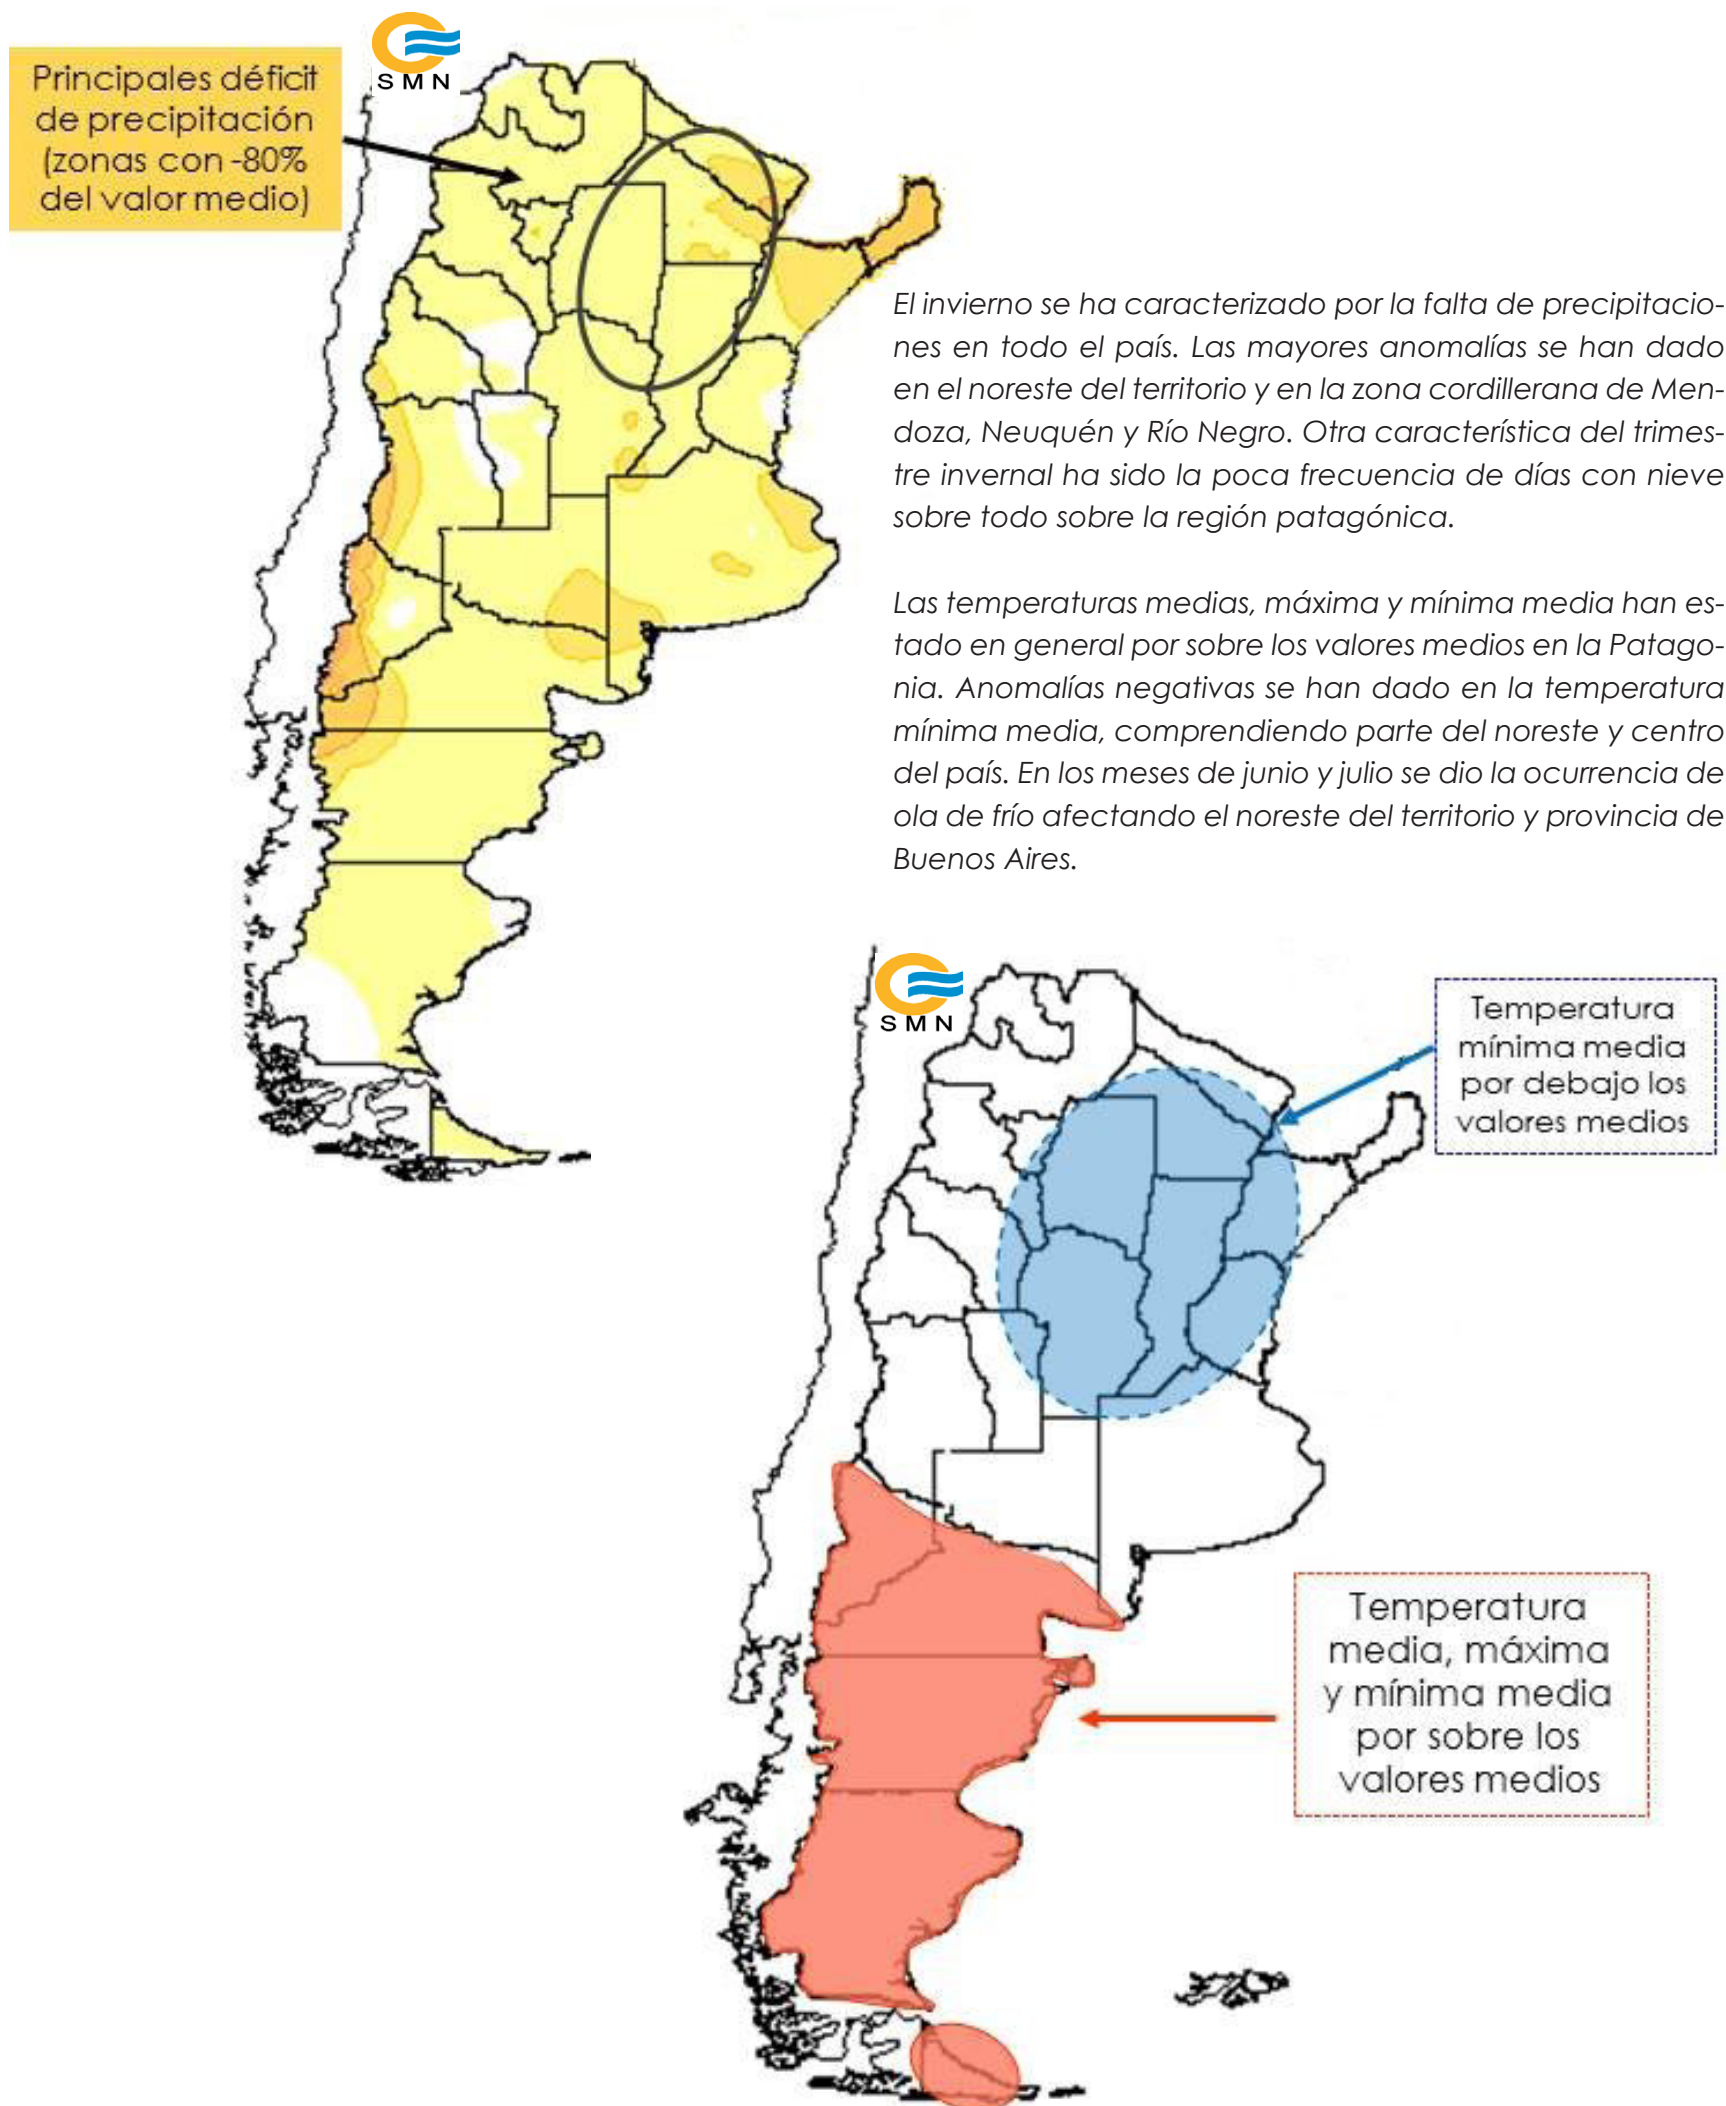 SMN
Principales déficit
de precipitación
(zonas con -80%
del valor medio)
El invierno se ha caracterizado por la falta de precipitacio-
nes en todo el país. Las mayores anomalías se han dado
en el noreste del territorio y en la zona cordillerana de Men-
doza, Neuquén y Río Negro. Otra característica del trimes-
tre invernal ha sido la poca frecuencia de días con nieve
sobre todo sobre la región patagónica.
Las temperaturas medias, máxima y mínima media han es-
tado en general por sobre los valores medios en la Patago-
nia. Anomalías negativas se han dado en la temperatura
mínima media, comprendiendo parte del noreste y centro
del país. En los meses de junio y julio se dio la ocurrencia de
ola de frío afectando el noreste del territorio y provincia de
Buenos Aires.
SMN
Temperatura
mínima media
por debajo los
valores medios
Temperatura
media, máxima
y mínima media
por sobre los
valores medios